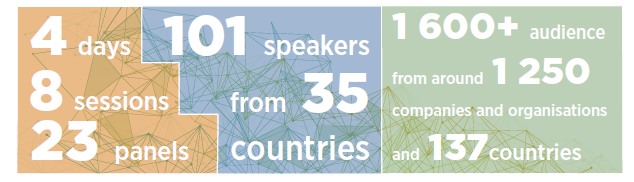 4 days
8 sessions
23 panels
101 speakers
from 35
countries
1 600+ audience
from around 1 250
companies and organisations
and 137 countries